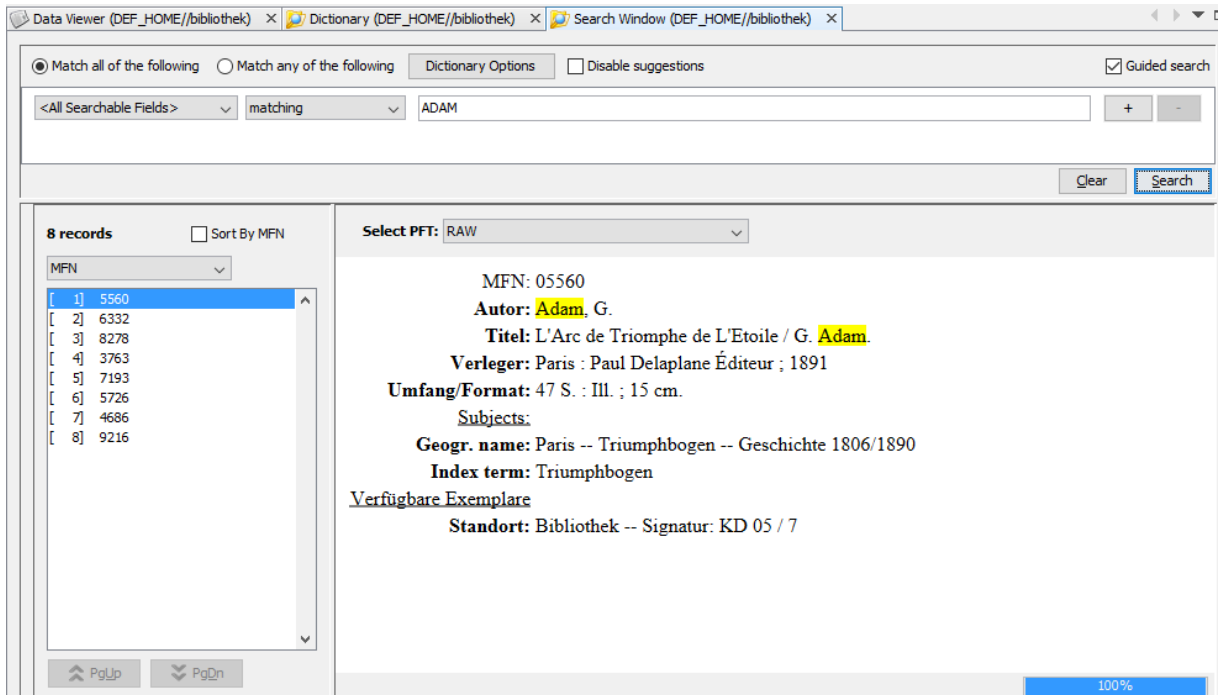 Data Viewer (DEF_HOME//bibliothek) Dictionary (DEF_HOME//bibliothek) Search Window (DEF_HOME//bibliothek)
Match all of the following Match any of the following Dictionary Options Disable suggestions Guided search
<All Searchable Fields> matching ADAM + -
Clear Search
8 records Sort By MFN
MFN
[ 1] 5560
[ 2] 6332
[ 3] 8278
[ 4] 3763
[ 5] 7193
[ 6] 5726
[ 7] 4686
[ 8] 9216
PgUp PgDn
Select PFT: RAW
MFN: 05560
Autor: Adam, G.
Titel: L'Arc de Triomphe de L'Etoile / G. Adam.
Verleger: Paris : Paul Delaplane Éditeur ; 1891
Umfang/Format: 47 S. : Ill. ; 15 cm.
Subjects:
Geogr. name: Paris -- Triumphbogen -- Geschichte 1806/1890
Index term: Triumphbogen
Verfügbare Exemplare
Standort: Bibliothek -- Signatur: KD 05 / 7
100%